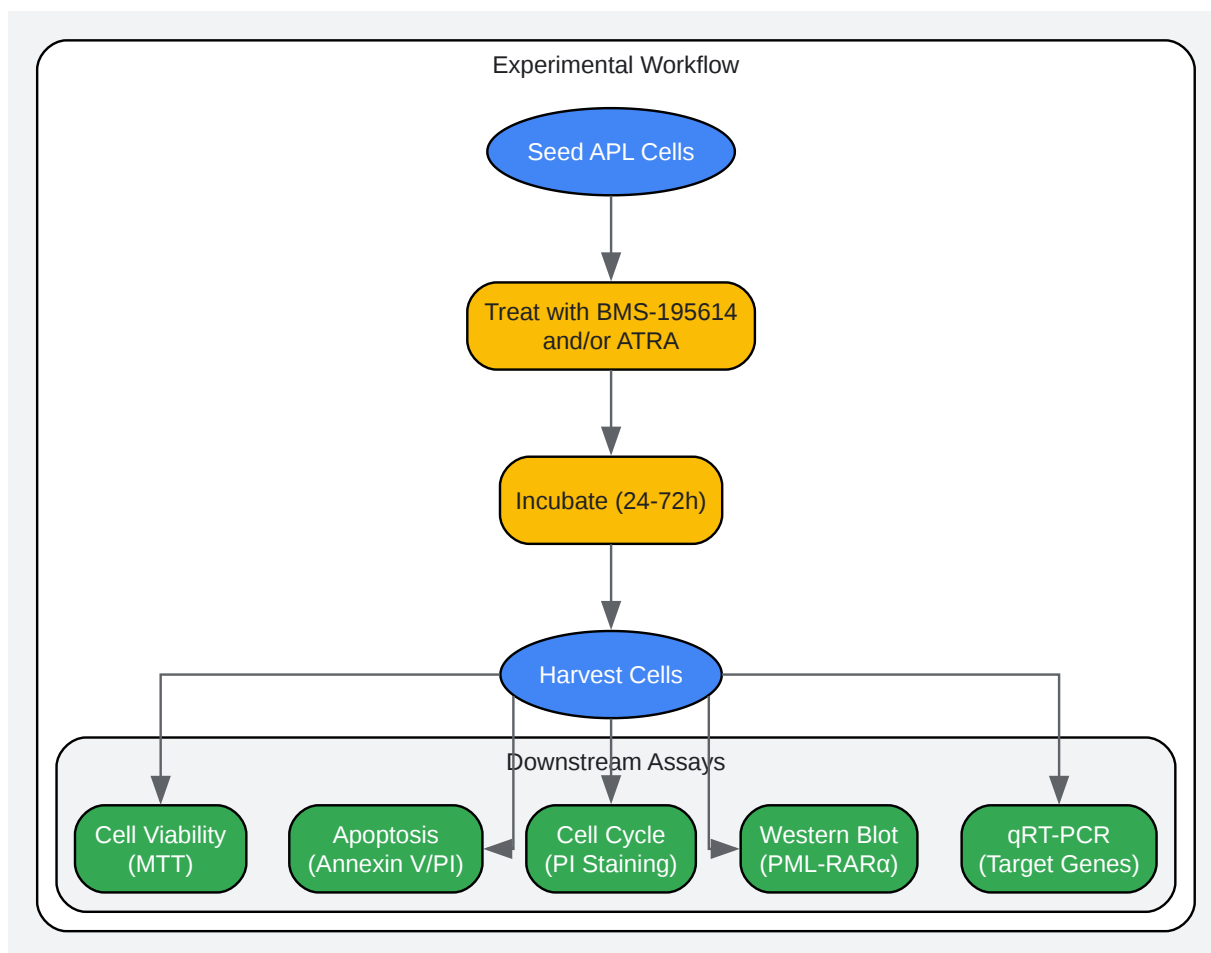 Experimental Workflow
Seed APL Cells
Treat with BMS-195614
and/or ATRA
Incubate (24-72h)
Harvest Cells
Downstream Assays
Cell Viability
(MTT)
Apoptosis
(Annexin V/PI)
Cell Cycle
(PI Staining)
Western Blot
(PML-RARα)
qRT-PCR
(Target Genes)